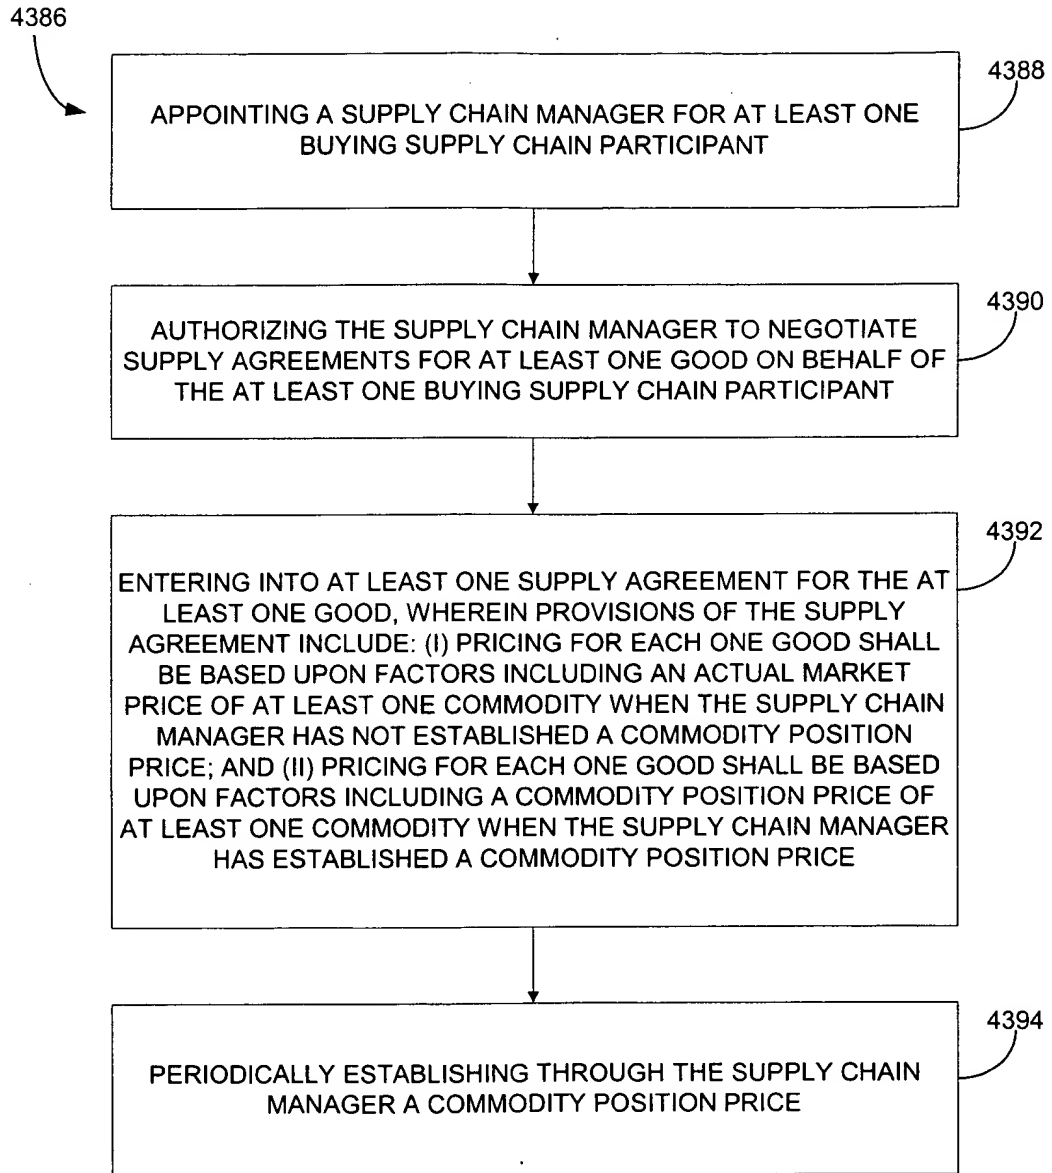 4386
4388
APPOINTING A SUPPLY CHAIN MANAGER FOR AT LEAST ONE
BUYING SUPPLY CHAIN PARTICIPANT
4390
AUTHORIZING THE SUPPLY CHAIN MANAGER TO NEGOTIATE
SUPPLY AGREEMENTS FOR AT LEAST ONE GOOD ON BEHALF OF
THE AT LEAST ONE BUYING SUPPLY CHAIN PARTICIPANT
4392
ENTERING INTO AT LEAST ONE SUPPLY AGREEMENT FOR THE AT
LEAST ONE GOOD, WHEREIN PROVISIONS OF THE SUPPLY
AGREEMENT INCLUDE: (I) PRICING FOR EACH ONE GOOD SHALL
BE BASED UPON FACTORS INCLUDING AN ACTUAL MARKET
PRICE OF AT LEAST ONE COMMODITY WHEN THE SUPPLY CHAIN
MANAGER HAS NOT ESTABLISHED A COMMODITY POSITION
PRICE; AND (II) PRICING FOR EACH ONE GOOD SHALL BE BASED
UPON FACTORS INCLUDING A COMMODITY POSITION PRICE OF
AT LEAST ONE COMMODITY WHEN THE SUPPLY CHAIN MANAGER
HAS ESTABLISHED A COMMODITY POSITION PRICE
4394
PERIODICALLY ESTABLISHING THROUGH THE SUPPLY CHAIN
MANAGER A COMMODITY POSITION PRICE